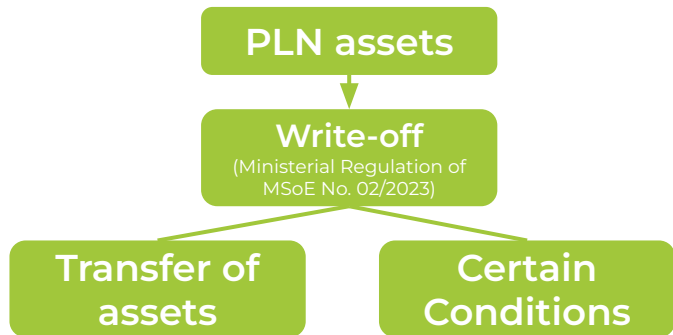 PLN assets
Write-off
(Ministerial Regulation of
MSoE No. 02/2023)
Transfer of
assets
Certain
Conditions